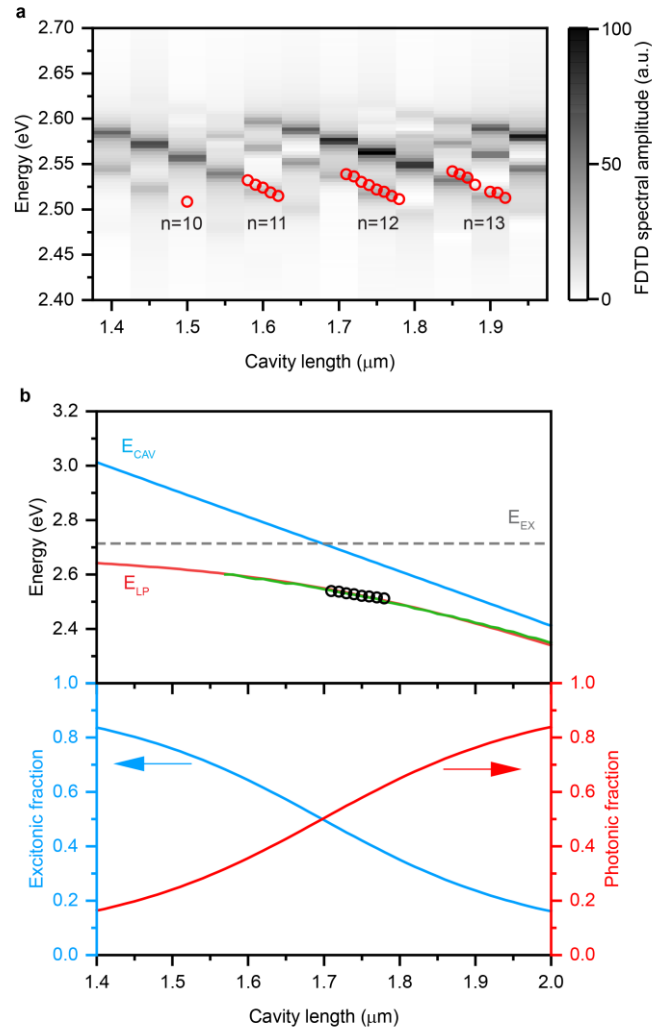 a
2.70
2.65
2.60
2.55
2.50
2.45
2.40
Energy (eV)
n=10
n=11
n=12
n=13
1.4
1.5
1.6
1.7
1.8
1.9
Cavity length (μm)
100
50
0
FDTD spectral amplitude (a.u.)
b
3.2
3.0
2.8
2.6
2.4
Energy (eV)
E_CAV
E_EX
E_LP
1.0
0.8
0.6
0.4
0.2
0.0
Excitonic fraction
1.0
0.8
0.6
0.4
0.2
0.0
Photonic fraction
1.4
1.5
1.6
1.7
1.8
1.9
2.0
Cavity length (μm)